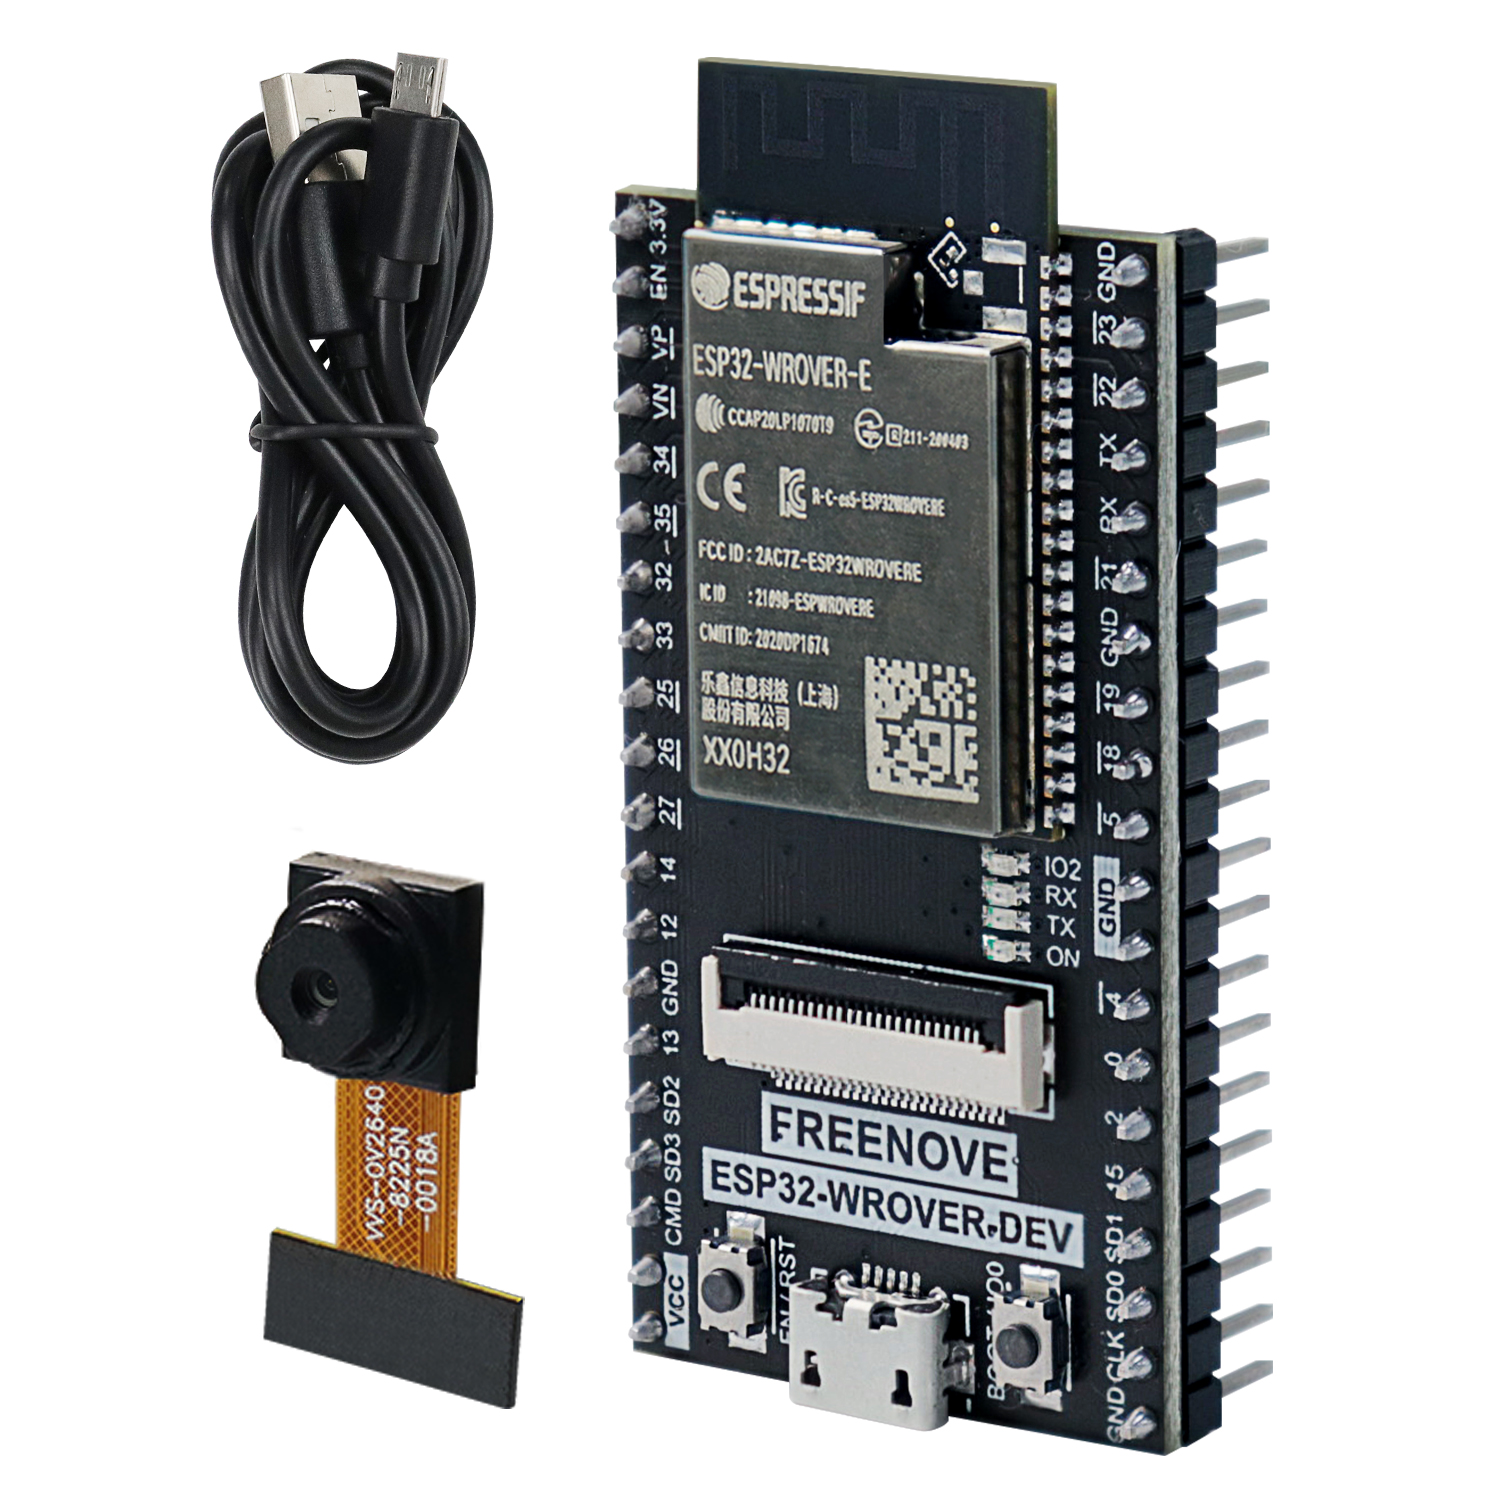 ESPRESSIF
ESP32-WROVER-E
CCAP20LP1070T9
R 211-200403
CE
R-C-es5-ESP32WROVERE
FCC ID : 2AC7Z-ESP32WROVERE
IC ID : 21098-ESPWROVERE
CMIIT ID: 2020DP1674
乐鑫信息科技 (上海)
股份有限公司
XX0H32
3.3V
EN
VP
VN
34
35
32
33
25
26
27
14
12
GND
13
SD2
SD3
CMD
VCC
GND
23
22
TX
RX
21
GND
19
18
5
GND
4
0
2
15
SD1
SD0
CLK
GND
IO2
RX
TX
ON
FREENOVE
ESP32-WROVER-DEV
EN / RST
BOOT / IO0
VVS--OV2640
-8225N
-0018A